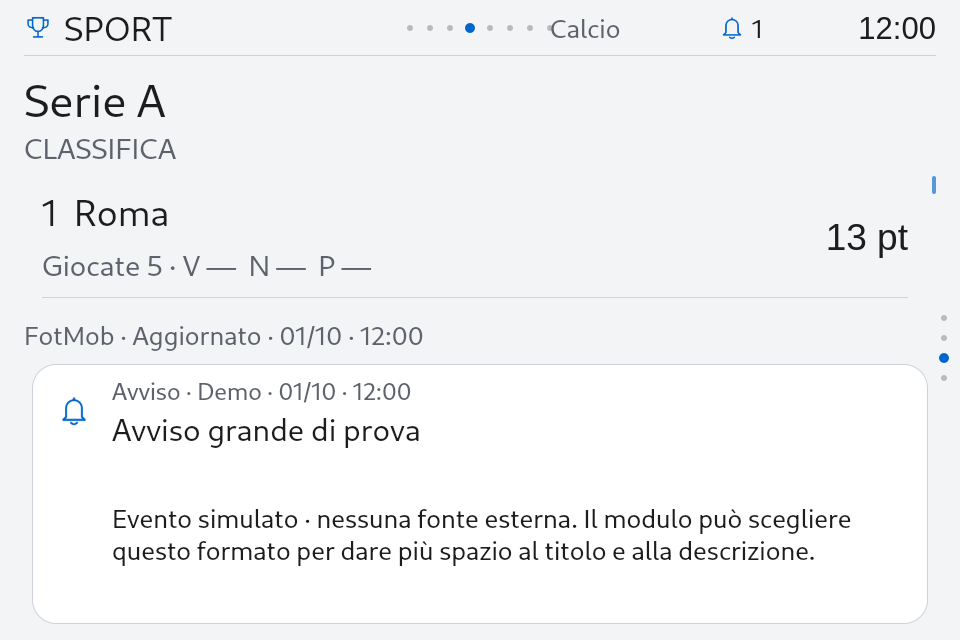 SPORT
Calcio
1
12:00
Serie A
CLASSIFICA
1 Roma
13 pt
Giocate 5 · V — N — P —
FotMob · Aggiornato · 01/10 · 12:00
Avviso · Demo · 01/10 · 12:00
Avviso grande di prova
Evento simulato · nessuna fonte esterna. Il modulo può scegliere
questo formato per dare più spazio al titolo e alla descrizione.